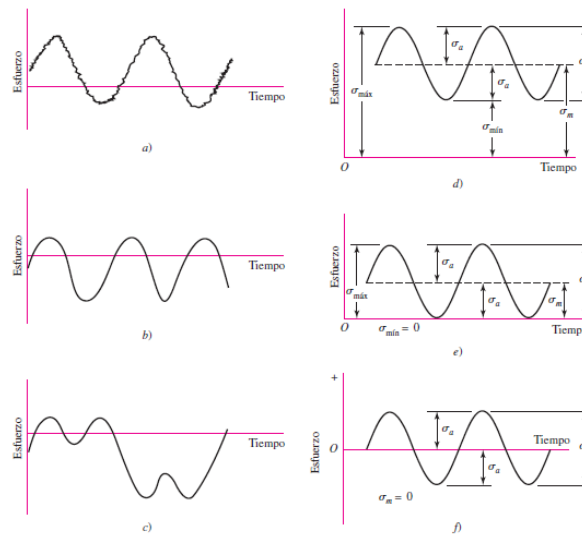 Esfuerzo
Tiempo
a)
Esfuerzo
Tiempo
b)
Esfuerzo
Tiempo
c)
σa
σa
σmáx
σmín
σm
O
Tiempo
d)
Esfuerzo
σa
σmáx
σa
σm
O
σmín = 0
Tiemp
e)
+
Esfuerzo
O
σa
Tiempo
σa
σm = 0
f)